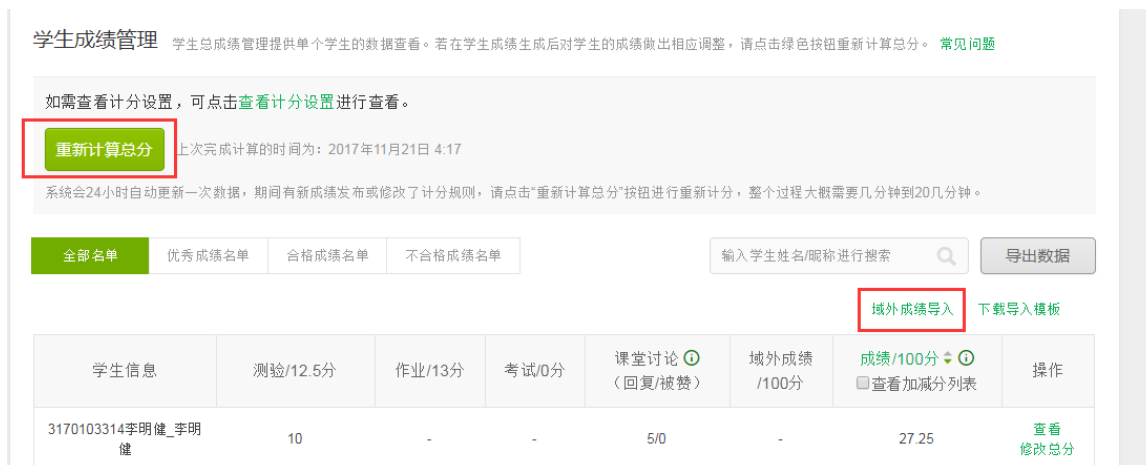 学生成绩管理 学生总成绩管理提供单个学生的数据查看。若在学生成绩生成后对学生的成绩做出相应调整，请点击绿色按钮重新计算总分。 常见问题
如需查看计分设置，可点击查看计分设置进行查看。
重新计算总分 上次完成计算的时间为：2017年11月21日 4:17
系统会24小时自动更新一次数据，期间有新成绩发布或修改了计分规则，请点击“重新计算总分”按钮进行重新计分，整个过程大概需要几分钟到20几分钟。
全部名单 优秀成绩名单 合格成绩名单 不合格成绩名单 输入学生姓名/昵称进行搜索 导出数据
域外成绩导入 下载导入模板
学生信息 测验/12.5分 作业/13分 考试/0分 课堂讨论 （回复/被赞） 域外成绩 /100分 成绩/100分 查看加减分列表 操作
3170103314李明健_李明健 10 - - 5/0 - 27.25 查看 修改总分